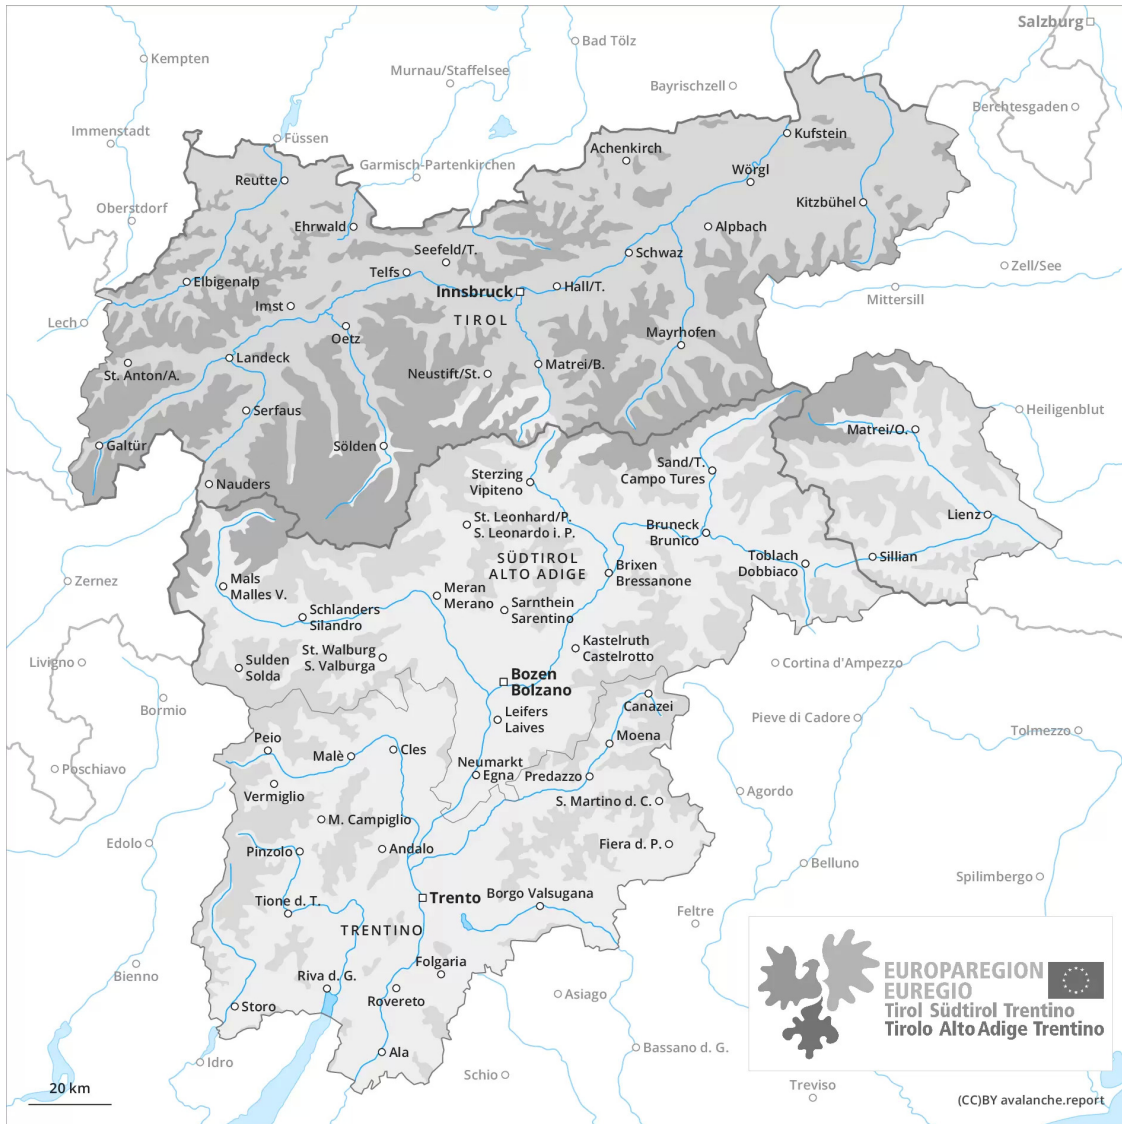 Salzburg
Bad Tölz
Kempten
Murnau/Staffelsee
Bayrischzell
Berchtesgaden
Immenstadt
Füssen
Kufstein
Achenkirch
Garmisch-Partenkirchen
Wörgl
Reutte
Oberstdorf
Kitzbühel
Ehrwald
Alpbach
Seefeld/T.
Schwaz
Telfs
Zell/See
Elbigenalp
Innsbruck
Hall/T.
Mittersill
Imst
Lech
TIROL
Oetz
Mayrhofen
Landeck
Matrei/B.
St. Anton/A.
Neustift/St.
Serfaus
Heiligenblut
Galtür
Sölden
Matrei/O.
Sand/T.
Campo Tures
Sterzing
Vipiteno
Nauders
St. Leonhard/P.
S. Leonardo i. P.
Bruneck
Brunico
Lienz
SÜDTIROL
ALTO ADIGE
Toblach
Dobbiaco
Sillian
Brixen
Bressanone
Zernez
Mals
Malles V.
Meran
Merano
Sarnthein
Sarentino
Schlanders
Silandro
Kastelruth
Castelrotto
St. Walburg
S. Valburga
Livigno
Sulden
Solda
Cortina d'Ampezzo
Bozen
Bolzano
Bormio
Canazei
Leifers
Laives
Pieve di Cadore
Tolmezzo
Peio
Moena
Malè
Cles
Neumarkt
Egna
Predazzo
Poschiavo
Vermiglio
Agordo
S. Martino d. C.
M. Campiglio
Edolo
Pinzolo
Andalo
Fiera d. P.
Belluno
Spilimbergo
Trento
Borgo Valsugana
Tione d. T.
Feltre
TRENTINO
Folgaria
Bienno
Riva d. G.
Rovereto
Asiago
Storo
EUROPAREGION
EUREGIO
Tirol Südtirol Trentino
Tirolo Alto Adige Trentino
Ala
Bassano d. G.
Idro
Schio
Treviso
20 km
(CC)BY avalanche.report